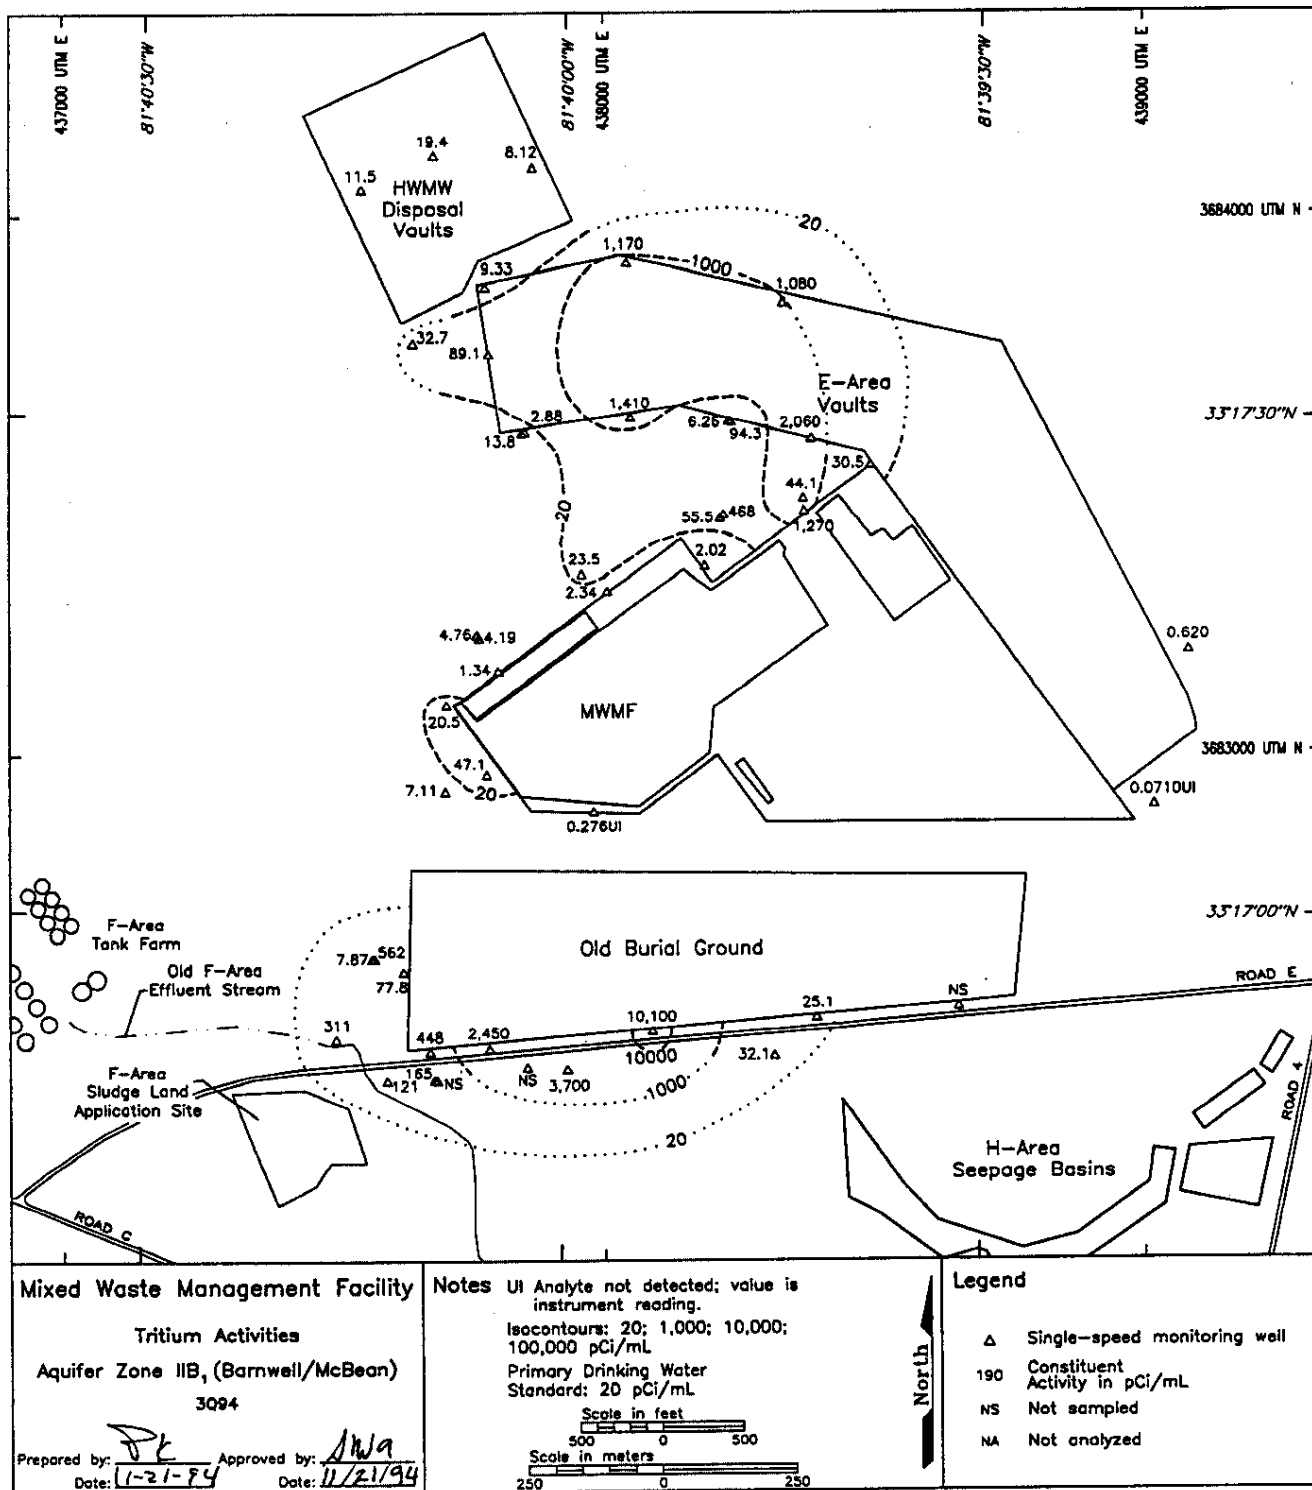 437000 UTM E
81°40'30"W
81°40'00"W
438000 UTM E
81°39'30"W
439000 UTM E
19.4
8.12
11.5
HWMW
Disposal
Vaults
3684000 UTM N
20
1,170
1000
9.33
1,080
32.7
89.1
E-Area
Vaults
33°17'30"N
2.88
1,410
6.26
94.3
2,060
13.8
30.5
44.1
20
55.5
468
1,270
2.02
23.5
2.34
4.76
4.19
0.620
1.34
MWMF
20.5
3683000 UTM N
47.1
7.11
20
0.0710UI
0.276UI
33°17'00"N
F-Area
Tank Farm
Old Burial Ground
7.87
562
Old F-Area
Effluent Stream
77.8
ROAD E
NS
25.1
10,100
311
448
2,450
10000
32.1
F-Area
Sludge Land
Application Site
165
NS
121
NS
3,700
1000
ROAD 4
20
H-Area
Seepage Basins
ROAD C
Mixed Waste Management Facility
Tritium Activities
Aquifer Zone IIB₁ (Barnwell/McBean)
3Q94
Prepared by:
Approved by:
Date: 11-21-94
Date: 11/21/94
Notes UI Analyte not detected; value is
instrument reading.
Isocontours: 20; 1,000; 10,000;
100,000 pCi/mL
Primary Drinking Water
Standard: 20 pCi/mL
Scale in feet
500 0 500
Scale in meters
250 0 250
North
Legend
Single-speed monitoring well
190 Constituent
Activity in pCi/mL
NS Not sampled
NA Not analyzed